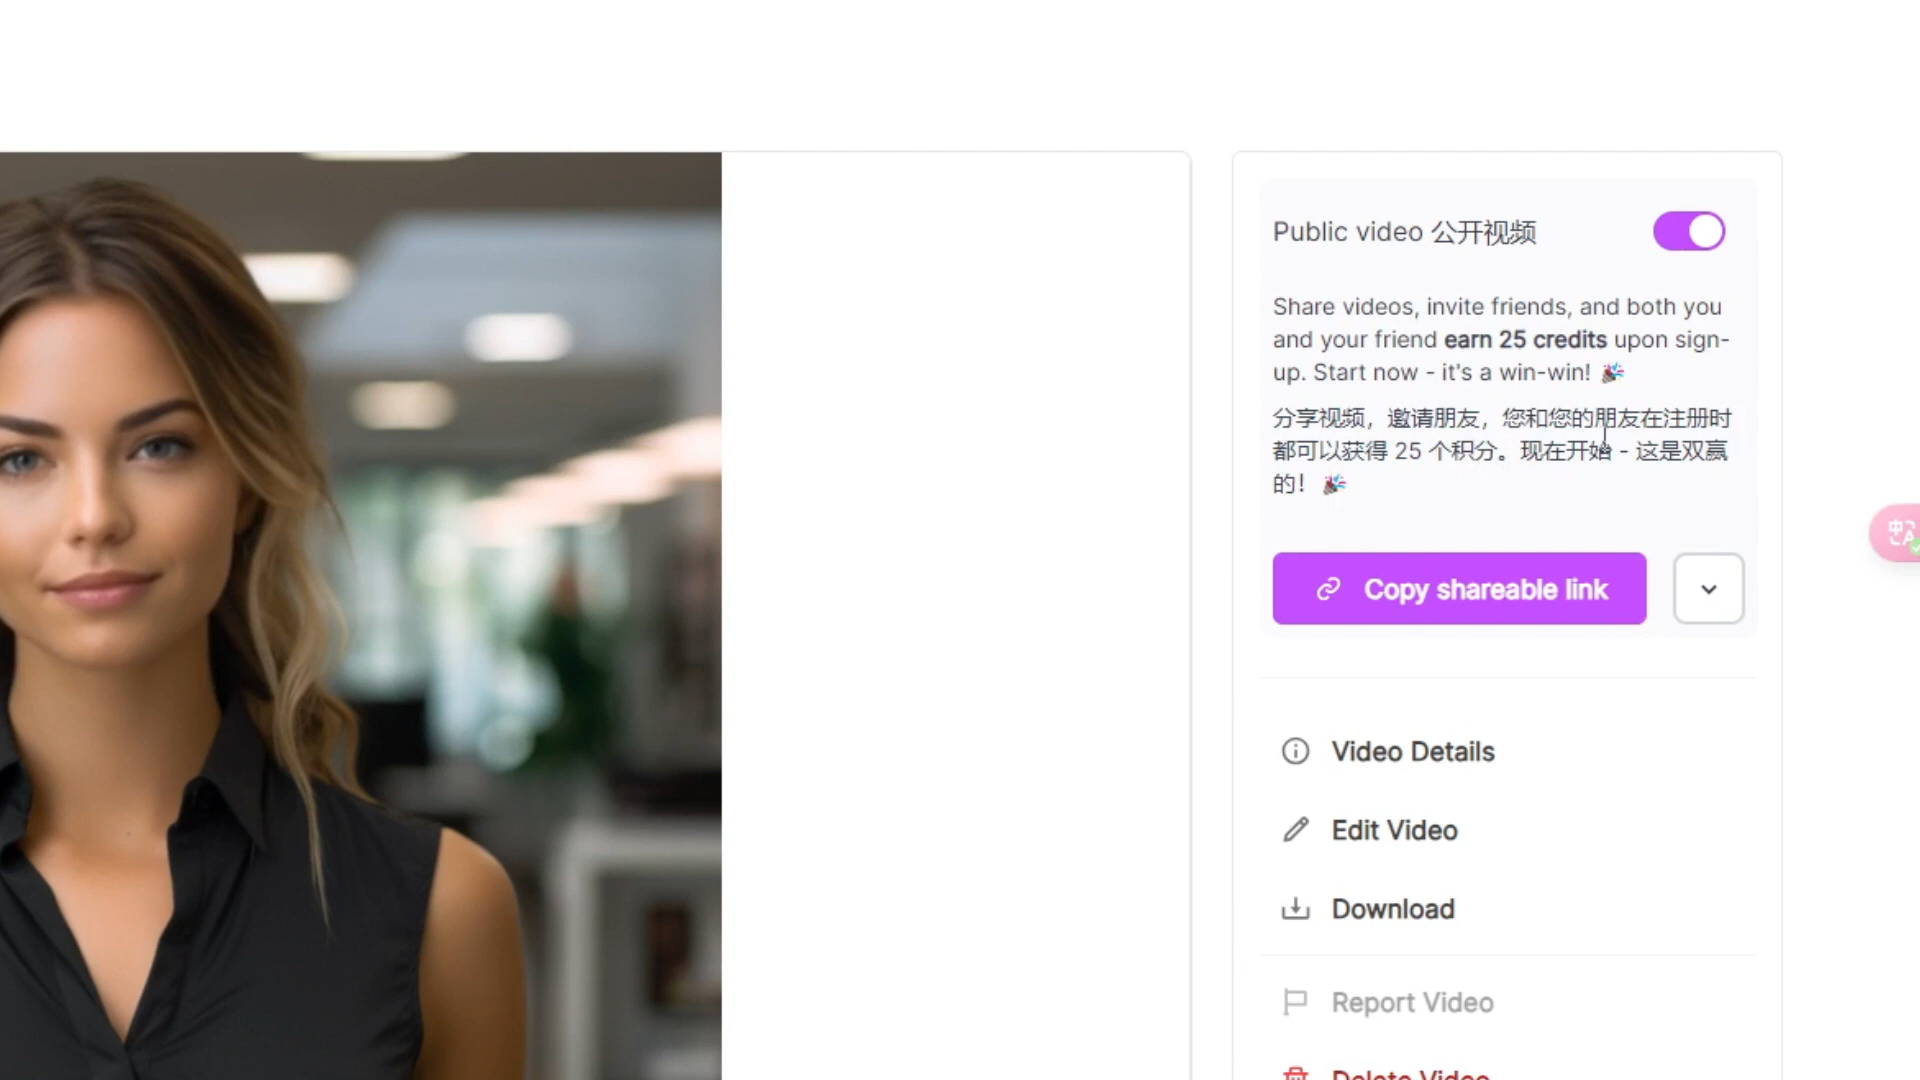 Public video 公开视频
Share videos, invite friends, and both you
and your friend earn 25 credits upon sign-
up. Start now - it's a win-win! 🎉
分享视频，邀请朋友，您和您的朋友在注册时
都可以获得 25 个积分。现在开始 - 这是双赢
的！🎉
Copy shareable link
Video Details
Edit Video
Download
Report Video
Delete Video